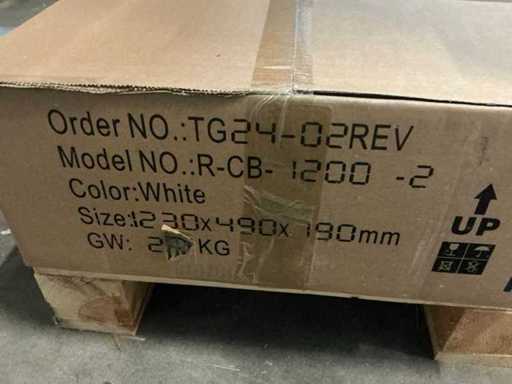 Order NO.:TG24-02REV
Model NO.:R-CB-1200 -2
Color:White
Size:1230x490x190mm
GW: KG
UP